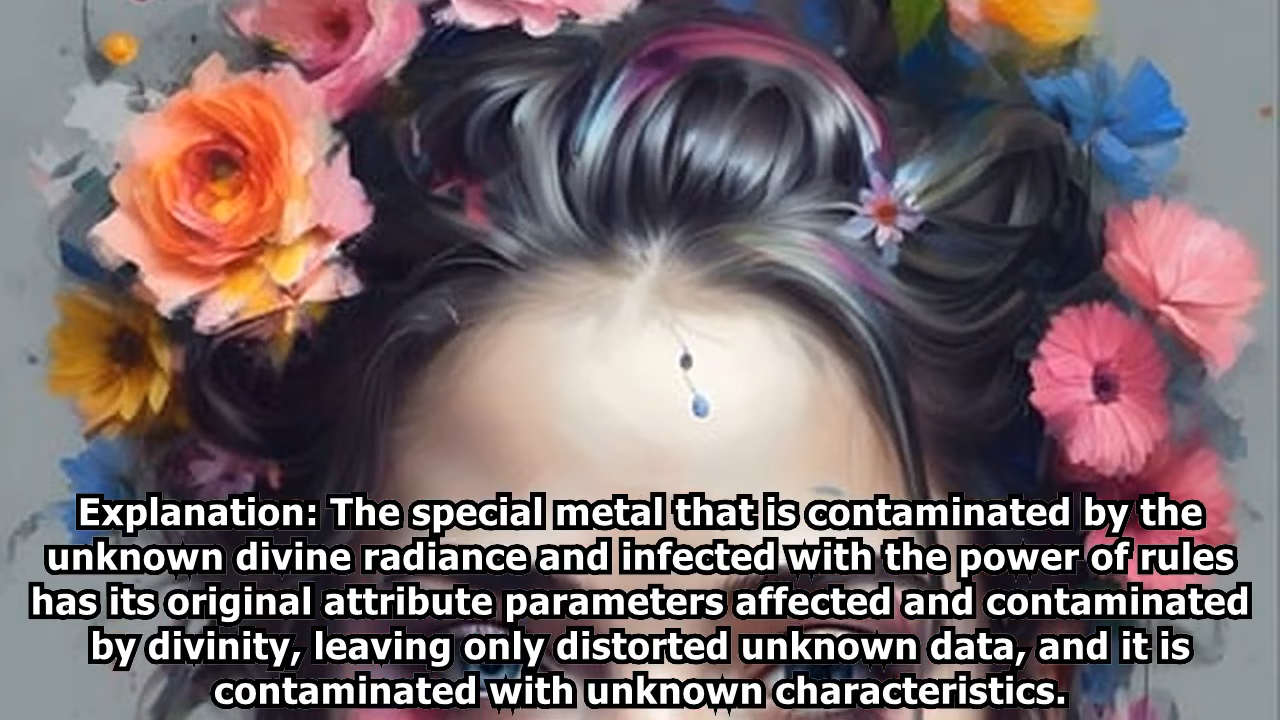 Explanation: The special metal that is contaminated by the
unknown divine radiance and infected with the power of rules
has its original attribute parameters affected and contaminated
by divinity, leaving only distorted unknown data, and it is
contaminated with unknown characteristics.